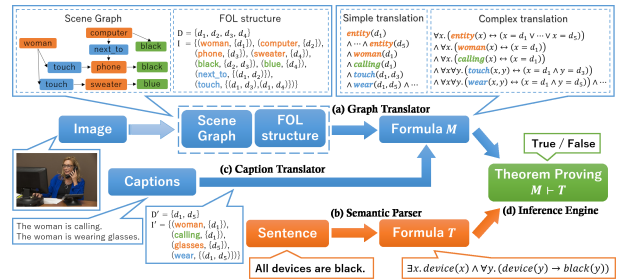 Scene Graph
FOL structure
computer
woman
next_to
black
touch
phone
black
touch
sweater
blue
D = {d₁, d₂, d₃, d₄}
I = {(woman, {d₁}), (computer, {d₂}),
(phone, {d₃}), (sweater, {d₄}),
(black, {d₂, d₃}), (blue, {d₄}),
(next_to, {(d₁, d₂)}),
(touch, {(d₁, d₃),(d₁, d₄)})}
Simple translation
Complex translation
entity(d₁)
∧ ⋯ ∧ entity(d₅)
∧ woman(d₁)
∧ calling(d₁)
∧ touch(d₁, d₃)
∧ wear(d₁, d₅) ∧ ⋯
∀x. (entity(x) ↔ (x = d₁ ∨ ⋯ ∨ x = d₅))
∧ ∀x. (woman(x) ↔ (x = d₁))
∧ ∀x. (calling(x) ↔ (x = d₁))
∧ ∀x∀y. (touch(x, y) ↔ (x = d₁ ∧ y = d₃))
∧ ∀x∀y. (wear(x, y) ↔ (x = d₁ ∧ y = d₅)) ∧ ⋯
(a) Graph Translator
Image
Scene Graph
FOL structure
Formula M
True / False
(c) Caption Translator
Captions
Theorem Proving
M ⊢ T
(d) Inference Engine
The woman is calling.
The woman is wearing glasses.
D′ = {d₁, d₅}
I′ = {(woman, {d₁}),
(calling, {d₁}),
(glasses, {d₅}),
(wear, {(d₁, d₅)})}
(b) Semantic Parser
Sentence
Formula T
All devices are black.
∃x. device(x) ∧ ∀y. (device(y) → black(y))